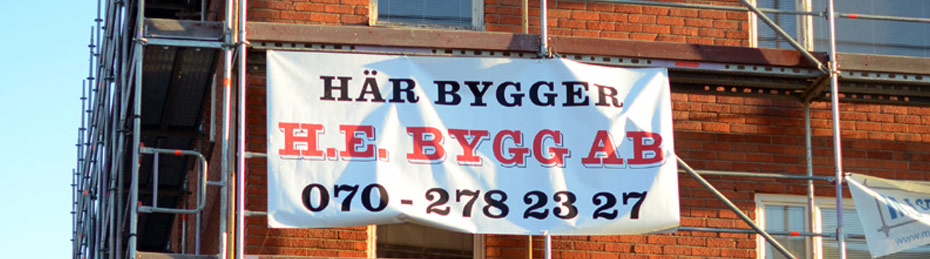 HÄR BYGGER
H.E. BYGG AB
070 - 278 23 27